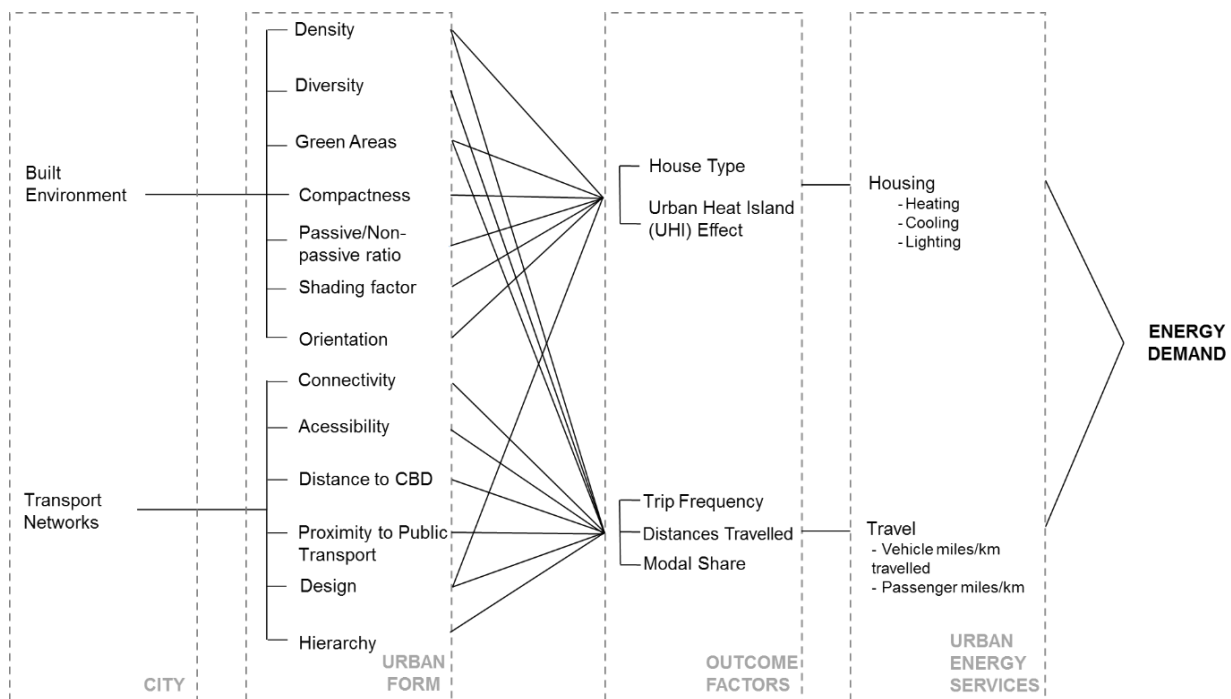 Built
Environment
Transport
Networks
CITY
Density
Diversity
Green Areas
Compactness
Passive/Non-
passive ratio
Shading factor
Orientation
Connectivity
Acessibility
Distance to CBD
Proximity to Public
Transport
Design
Hierarchy
URBAN
FORM
House Type
Urban Heat Island
(UHI) Effect
Trip Frequency
Distances Travelled
Modal Share
OUTCOME
FACTORS
Housing
- Heating
- Cooling
- Lighting
Travel
- Vehicle miles/km
travelled
- Passenger miles/km
URBAN
ENERGY
SERVICES
ENERGY
DEMAND